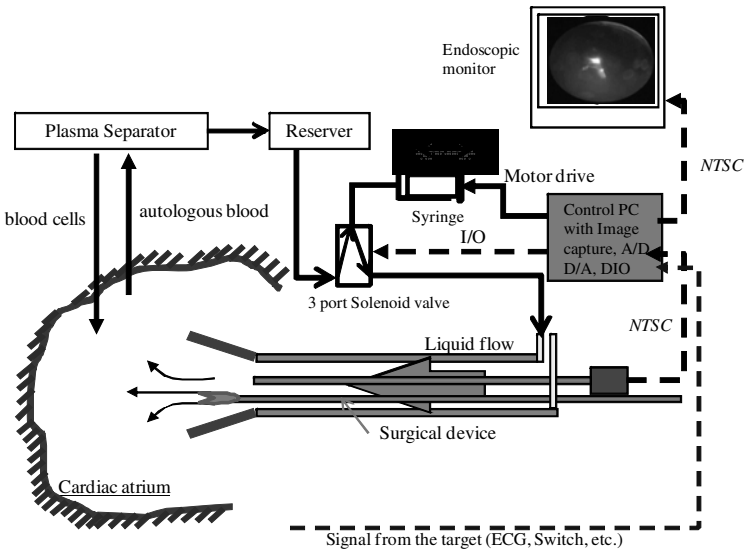 Endoscopic
monitor
Plasma Separator
Reserver
NTSC
Motor drive
blood cells
autologous blood
Syringe
Control PC
with Image
capture, A/D
D/A, DIO
I/O
3 port Solenoid valve
NTSC
Liquid flow
Surgical device
Cardiac atrium
Signal from the target (ECG, Switch, etc.)